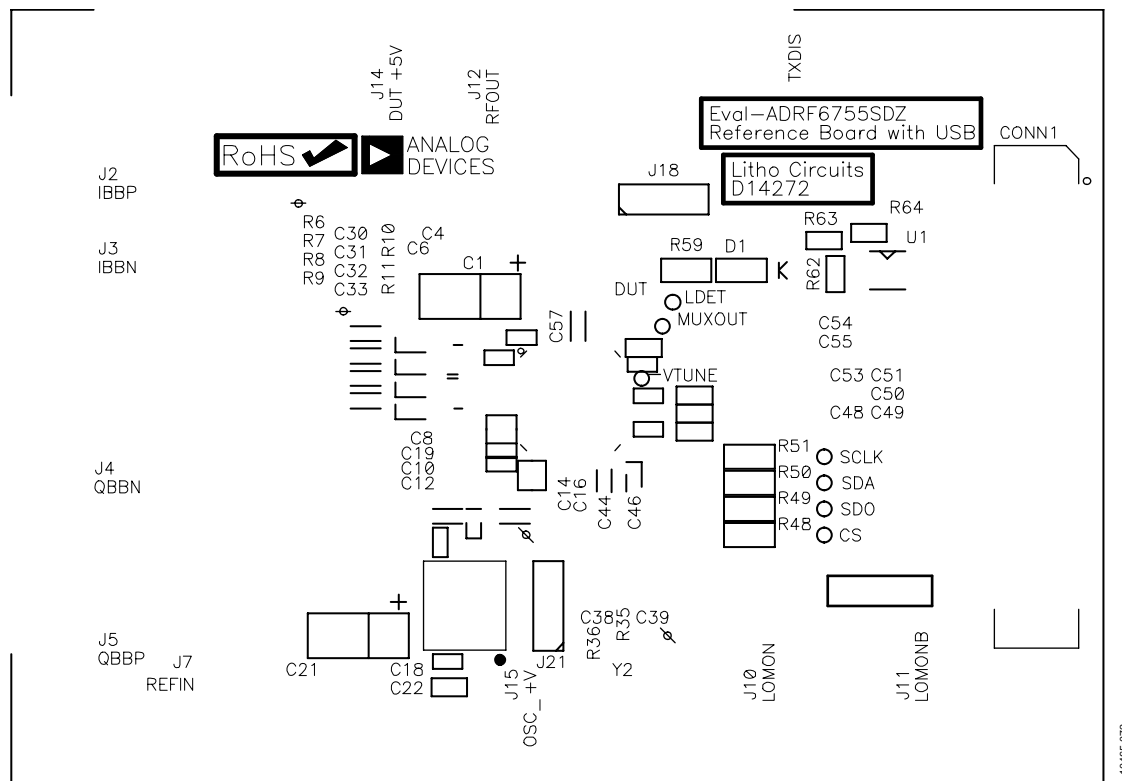 TXDIS
J14
DUT +5V
J12
RFOUT
Eval-ADRF6755SDZ
Reference Board with USB
CONN1
RoHS
ANALOG
DEVICES
Litho Circuits
D14272
J18
J2
IBBP
R64
R63
U1
R6
R7
R8
R9
C30
C31
C32
C33
R10
R11
C4
C6
J3
IBBN
C1
+
R59
D1
K
R62
DUT
LDET
MUXOUT
C57
C54
C55
VTUNE
C53
C51
C50
C48
C49
C8
C19
C10
C12
R51
SCLK
R50
SDA
R49
SDO
R48
CS
J4
QBBN
C14
C16
C44
C46
+
C38
C39
R36
R35
J5
QBBP
J7
REFIN
C21
C18
C22
J15
OSC_ +V
J21
Y2
J10
LOMON
J11
LOMONB